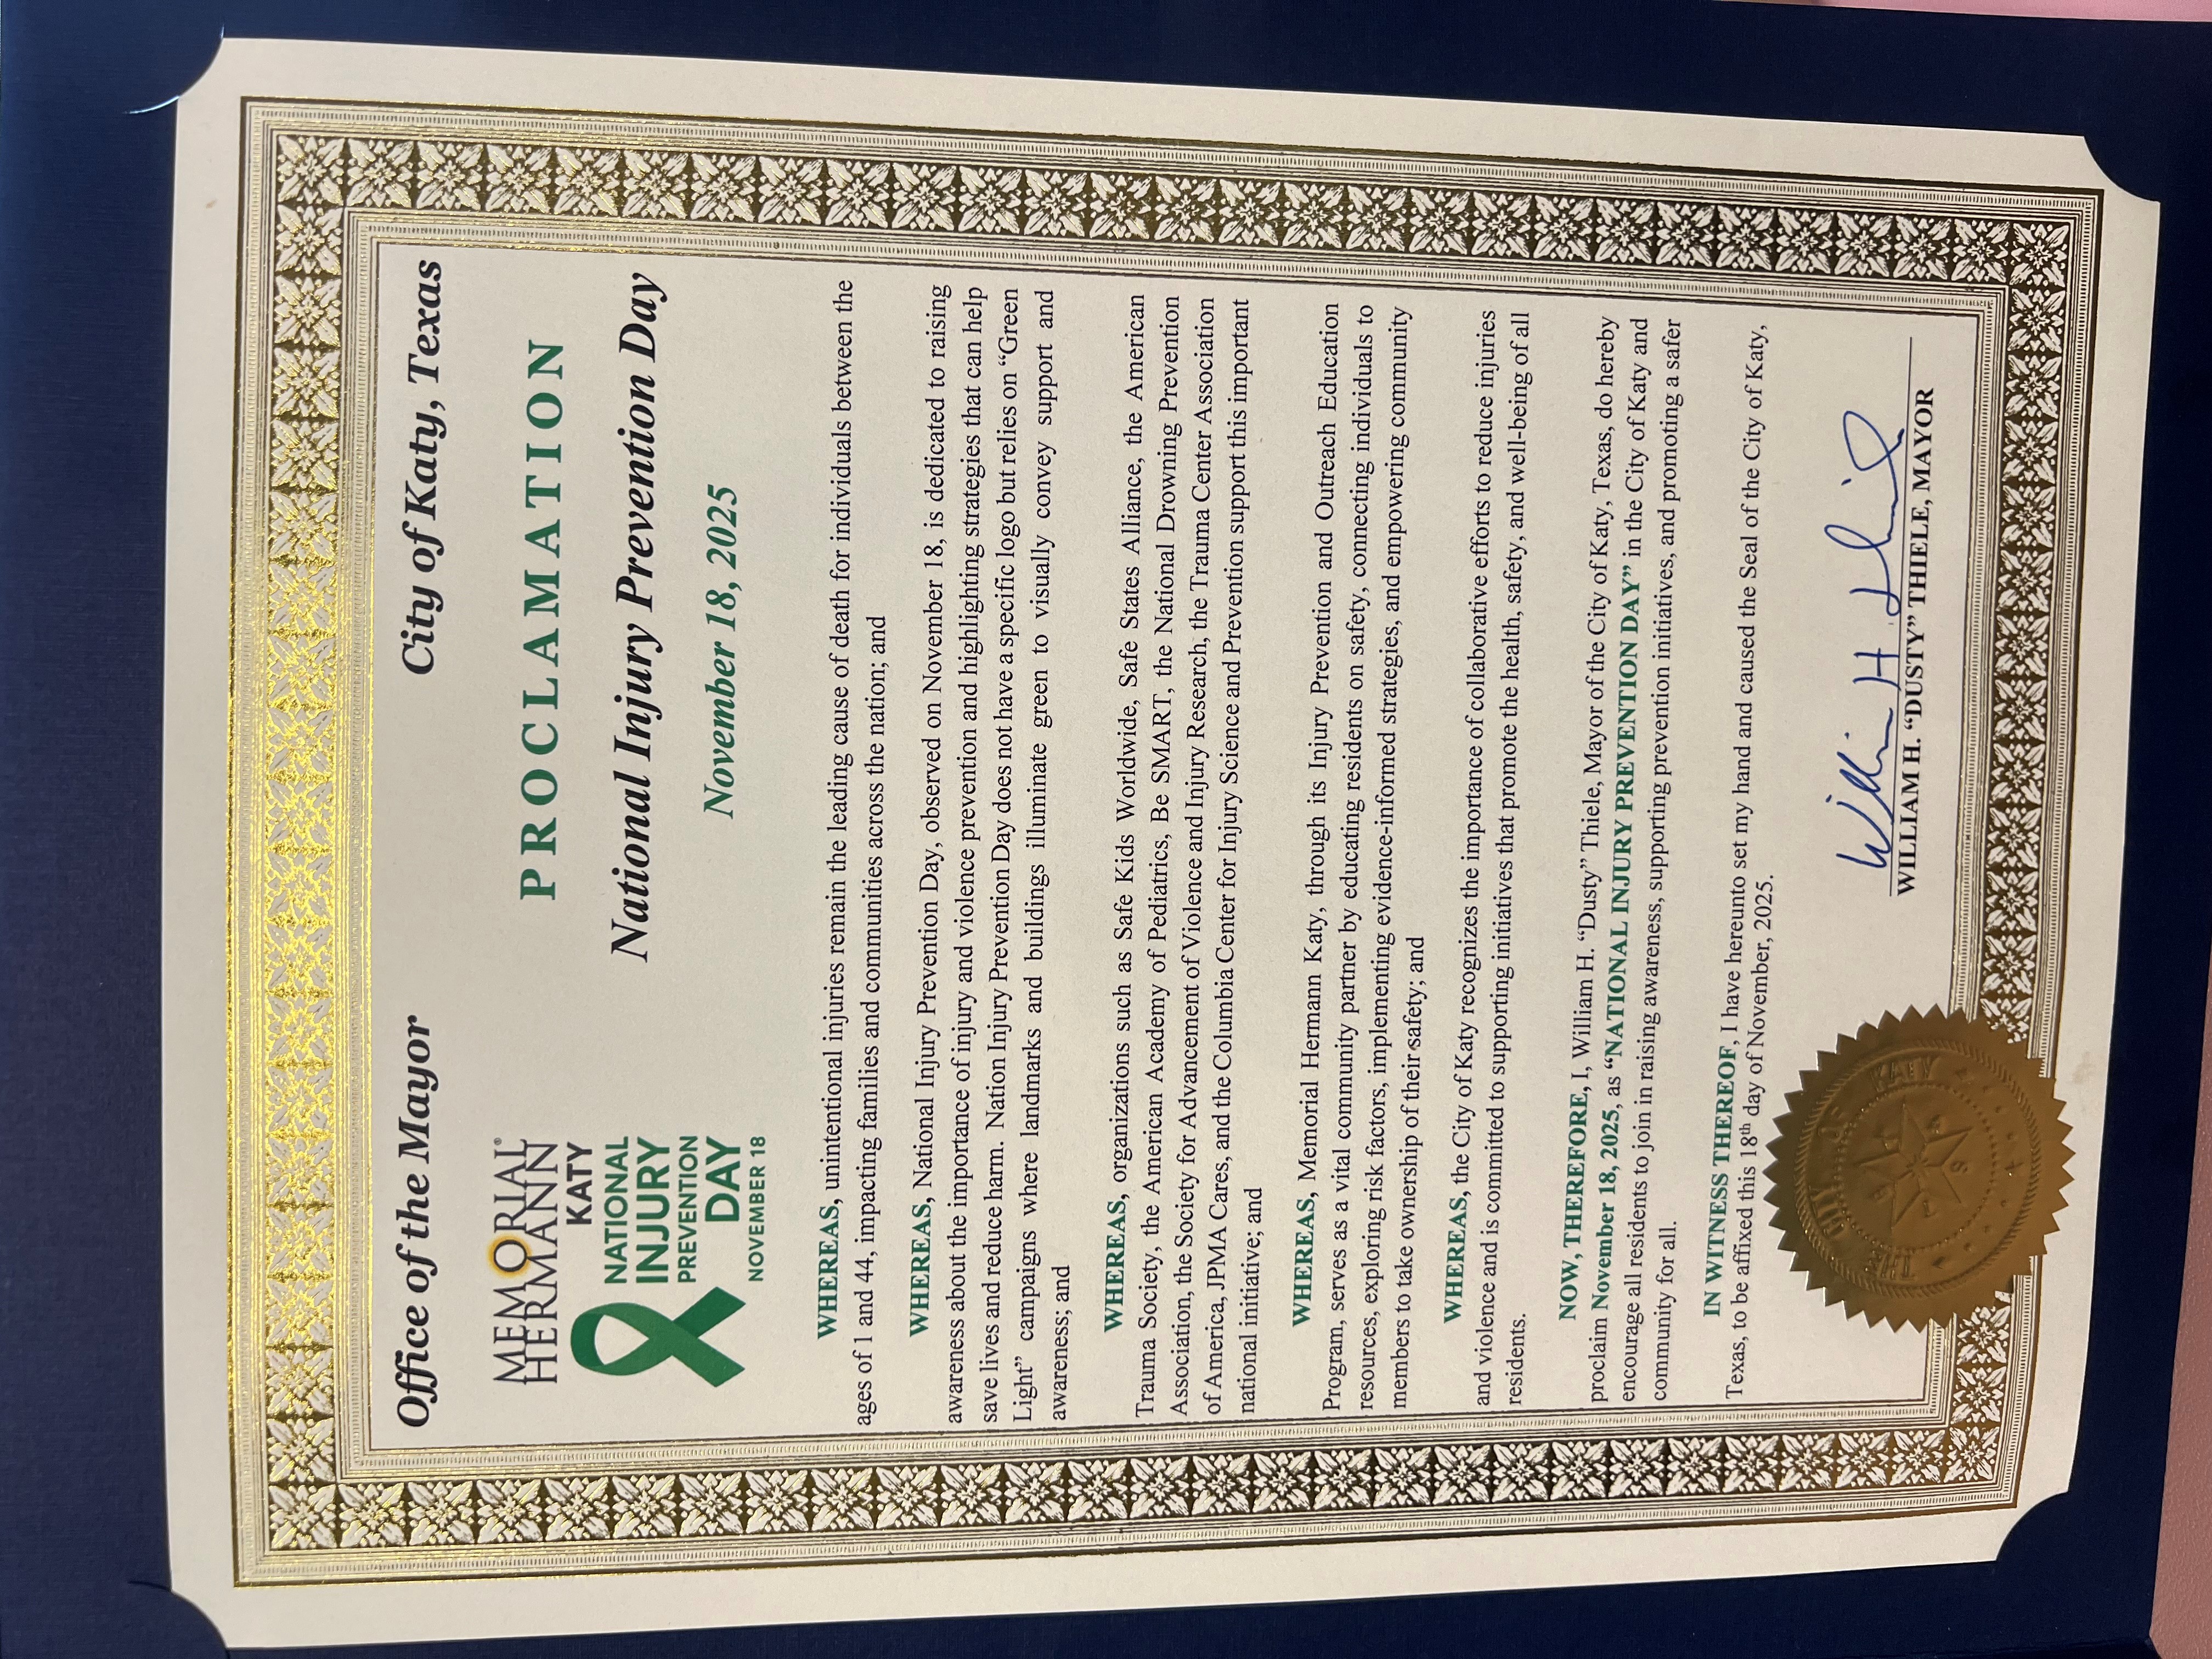 Office of the Mayor City of Katy, Texas
MEMORIAL®
HERMANN
KATY
NATIONAL
INJURY
PREVENTION
DAY
NOVEMBER 18
PROCLAMATION
National Injury Prevention Day
November 18, 2025
WHEREAS, unintentional injuries remain the leading cause of death for individuals between the
ages of 1 and 44, impacting families and communities across the nation; and
WHEREAS, National Injury Prevention Day, observed on November 18, is dedicated to raising
awareness about the importance of injury and violence prevention and highlighting strategies that can help
save lives and reduce harm. Nation Injury Prevention Day does not have a specific logo but relies on “Green
Light” campaigns where landmarks and buildings illuminate green to visually convey support and
awareness; and
WHEREAS, organizations such as Safe Kids Worldwide, Safe States Alliance, the American
Trauma Society, the American Academy of Pediatrics, Be SMART, the National Drowning Prevention
Association, the Society for Advancement of Violence and Injury Research, the Trauma Center Association
of America, JPMA Cares, and the Columbia Center for Injury Science and Prevention support this important
national initiative; and
WHEREAS, Memorial Hermann Katy, through its Injury Prevention and Outreach Education
Program, serves as a vital community partner by educating residents on safety, connecting individuals to
resources, exploring risk factors, implementing evidence-informed strategies, and empowering community
members to take ownership of their safety; and
WHEREAS, the City of Katy recognizes the importance of collaborative efforts to reduce injuries
and violence and is committed to supporting initiatives that promote the health, safety, and well-being of all
residents.
NOW, THEREFORE, I, William H. “Dusty” Thiele, Mayor of the City of Katy, Texas, do hereby
proclaim November 18, 2025, as “NATIONAL INJURY PREVENTION DAY” in the City of Katy and
encourage all residents to join in raising awareness, supporting prevention initiatives, and promoting a safer
community for all.
IN WITNESS THEREOF, I have hereunto set my hand and caused the Seal of the City of Katy,
Texas, to be affixed this 18th day of November, 2025.
THE CITY OF KATY
William H Thiele
WILLIAM H. “DUSTY” THIELE, MAYOR